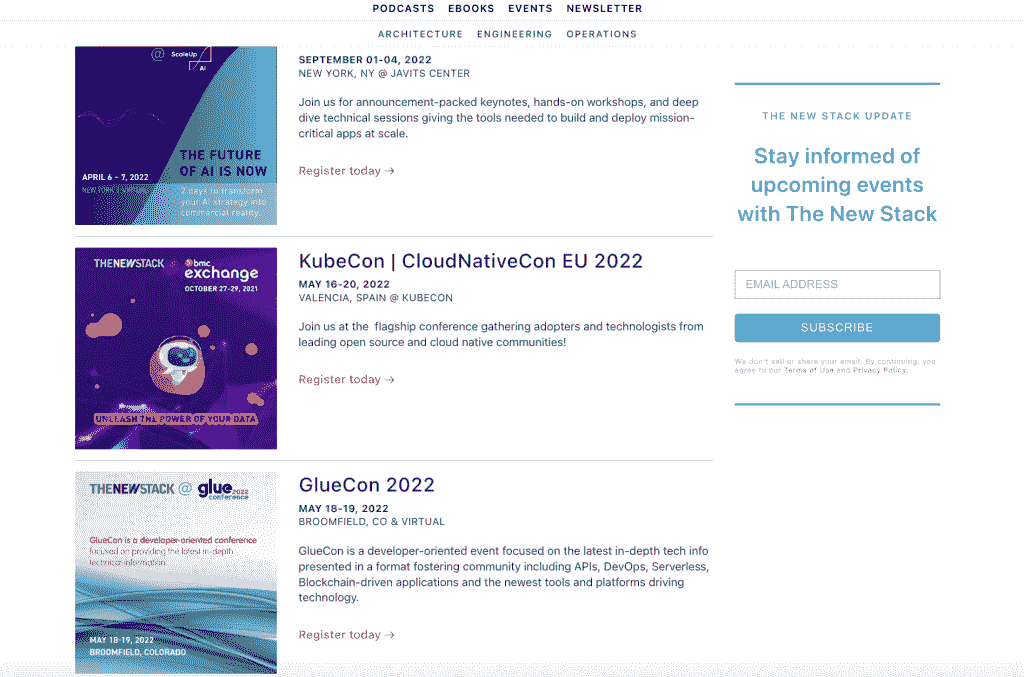 PODCASTS EBOOKS EVENTS NEWSLETTER
ARCHITECTURE ENGINEERING OPERATIONS
@ ScaleUp
AI
THE FUTURE
OF AI IS NOW
APRIL 6 – 7, 2022
2 days to transform
your AI strategy into
commercial reality.
SEPTEMBER 01-04, 2022
NEW YORK, NY @ JAVITS CENTER
Join us for announcement-packed keynotes, hands-on workshops, and deep
dive technical sessions giving the tools needed to build and deploy mission-
critical apps at scale.
Register today →
THENEWSTACK bmc
exchange
OCTOBER 27-29, 2021
UNLEASH THE POWER OF YOUR DATA
KubeCon | CloudNativeCon EU 2022
MAY 16-20, 2022
VALENCIA, SPAIN @ KUBECON
Join us at the flagship conference gathering adopters and technologists from
leading open source and cloud native communities!
Register today →
THENEWSTACK @ glue 2022
conference
GlueCon is a developer-oriented conference
focused on providing the latest in-depth
technical information.
MAY 18-19, 2022
BROOMFIELD, COLORADO
GlueCon 2022
MAY 18-19, 2022
BROOMFIELD, CO & VIRTUAL
GlueCon is a developer-oriented event focused on the latest in-depth tech info
presented in a format fostering community including APIs, DevOps, Serverless,
Blockchain-driven applications and the newest tools and platforms driving
technology.
Register today →
THE NEW STACK UPDATE
Stay informed of
upcoming events
with The New Stack
EMAIL ADDRESS
SUBSCRIBE
We don't sell or share your email. By continuing, you
agree to our Terms of Use and Privacy Policy.